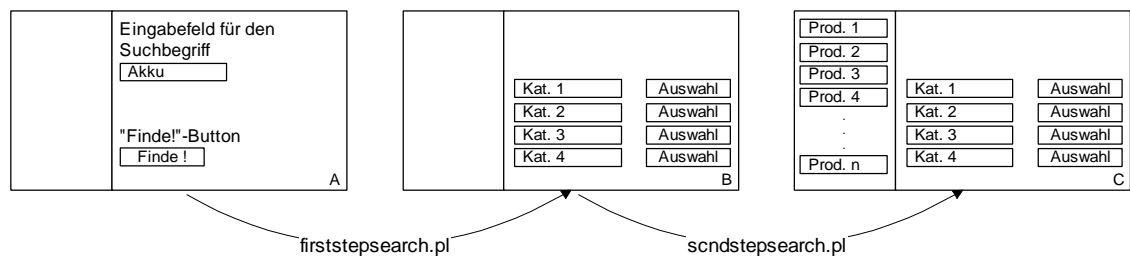 Eingabefeld für den
Suchbegriff
Akku
"Finde!"-Button
Finde !
A
Kat. 1 Auswahl
Kat. 2 Auswahl
Kat. 3 Auswahl
Kat. 4 Auswahl
B
Prod. 1
Prod. 2
Prod. 3
Prod. 4
.
.
.
Prod. n
Kat. 1 Auswahl
Kat. 2 Auswahl
Kat. 3 Auswahl
Kat. 4 Auswahl
C
firststepsearch.pl
scndstepsearch.pl